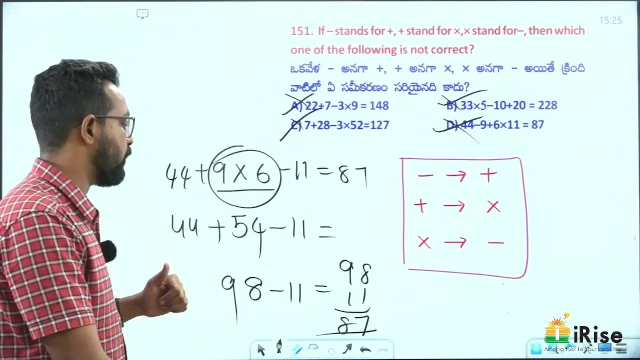 15:25
151. If – stands for +, + stand for ×,× stand for–, then which
one of the following is not correct?
ఒకవేళ - అనగా +, + అనగా ×, × అనగా - అయితే క్రింది
వాటిలో ఏ సమీకరణం సరియైనది కాదు?
A) 22+7–3×9 = 148 B) 33×5–10+20 = 228
C) 7+28–3×52=127 D) 44–9+6×11 = 87
44+9×6-11=87
44+54-11=
98-11=98
11
87
- → +
+ → ×
× → -
iRise